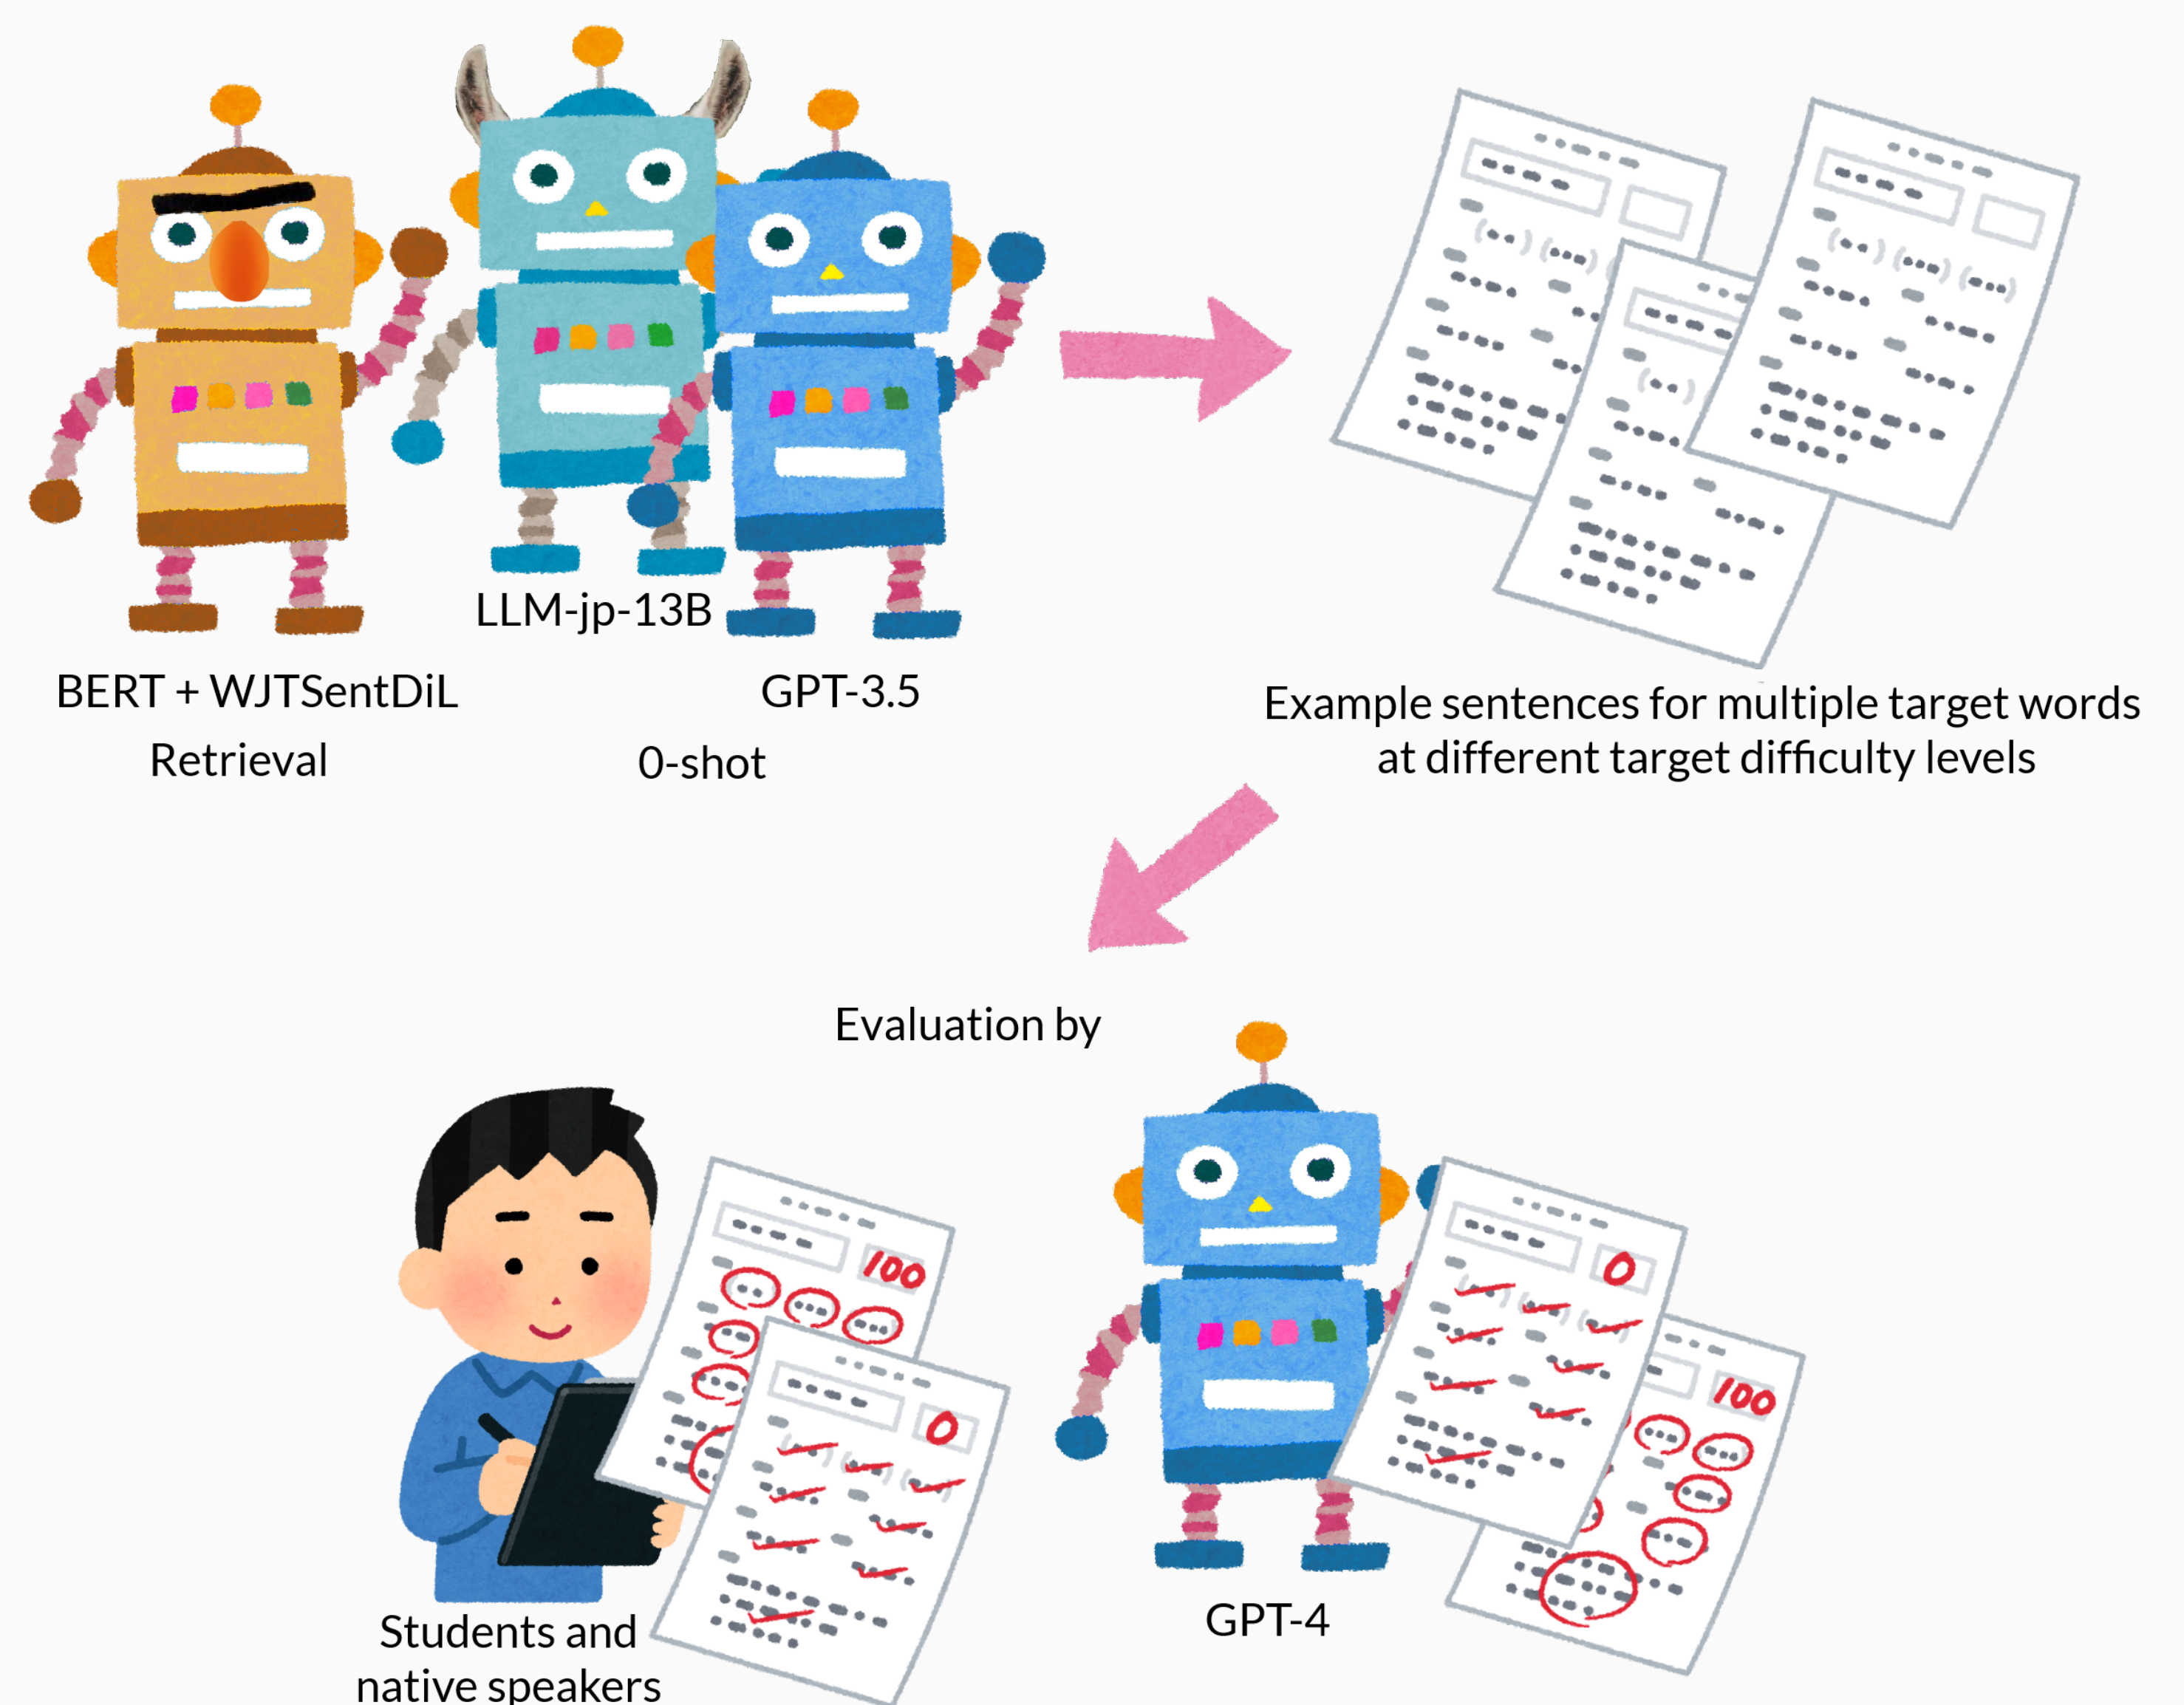 LLM-jp-13B
BERT + WJTSentDiL
GPT-3.5
Retrieval
0-shot
Example sentences for multiple target words
at different target difficulty levels
Evaluation by
100
0
0
100
Students and
native speakers
GPT-4